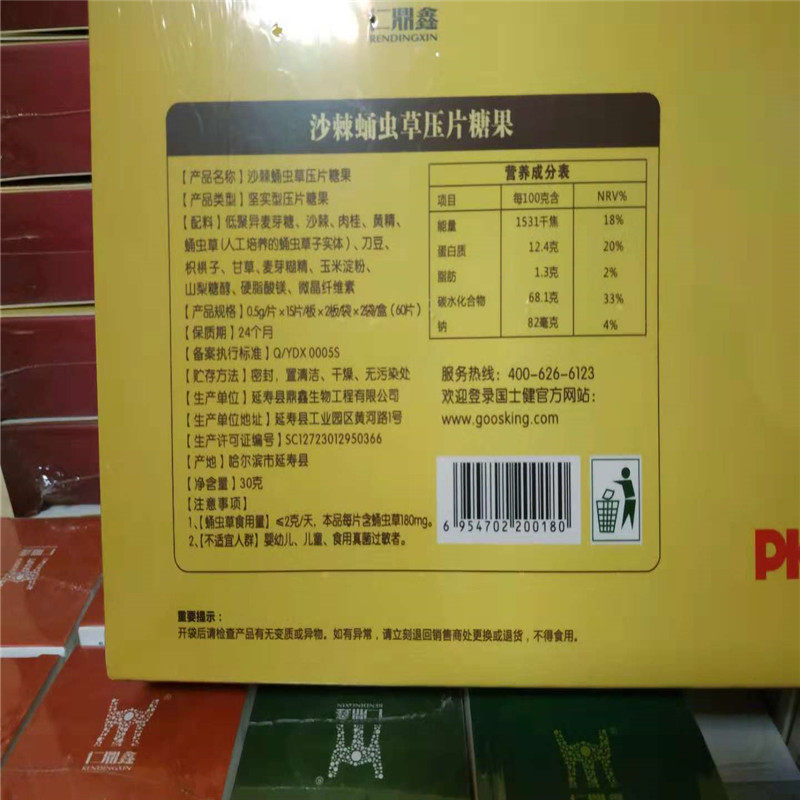 仁鼎鑫
RENDINGXIN
沙棘蛹虫草压片糖果
【产品名称】沙棘蛹虫草压片糖果
【产品类型】坚实型压片糖果
【配料】低聚异麦芽糖、沙棘、肉桂、黄精、
蛹虫草(人工培养的蛹虫草子实体)、刀豆、
枳椇子、甘草、麦芽糊精、玉米淀粉、
山梨糖醇、硬脂酸镁、微晶纤维素
【产品规格】0.5g/片×15片/板×2板/袋×2袋/盒(60片)
【保质期】24个月
【备案执行标准】Q/YDX 0005S
【贮存方法】密封，置清洁、干燥、无污染处
【生产单位】延寿县鼎鑫生物工程有限公司
【生产单位地址】延寿县工业园区黄河路1号
【生产许可证编号】SC12723012950366
【产地】哈尔滨市延寿县
【净含量】30克
【注意事项】
1、【蛹虫草食用量】≤2克/天，本品每片含蛹虫草180mg。
2、【不适宜人群】婴幼儿、儿童、食用真菌过敏者。
营养成分表
项目 每100克含 NRV%
能量 1531千焦 18%
蛋白质 12.4克 20%
脂肪 1.3克 2%
碳水化合物 68.1克 33%
钠 82毫克 4%
服务热线：400-626-6123
欢迎登录国士健官方网站：
www.goosking.com
6 954702 200180
PH
重要提示：
开袋后请检查产品有无变质或异物。如有异常，请立刻退回销售商处更换或退货，不得食用。
仁鼎鑫
RENDINGXIN
仁鼎鑫
RENDINGXIN
仁鼎鑫